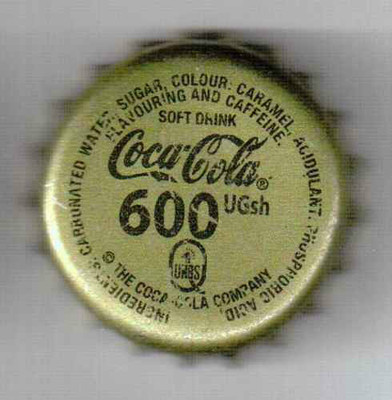 INGREDIENTS: CARBONATED WATER, SUGAR, COLOUR: CARAMEL, ACIDULANT: PHOSPHORIC ACID,
FLAVOURING AND CAFFEINE.
SOFT DRINK
Coca-Cola®
600 UGsh
Q
UNBS
© THE COCA-COLA COMPANY